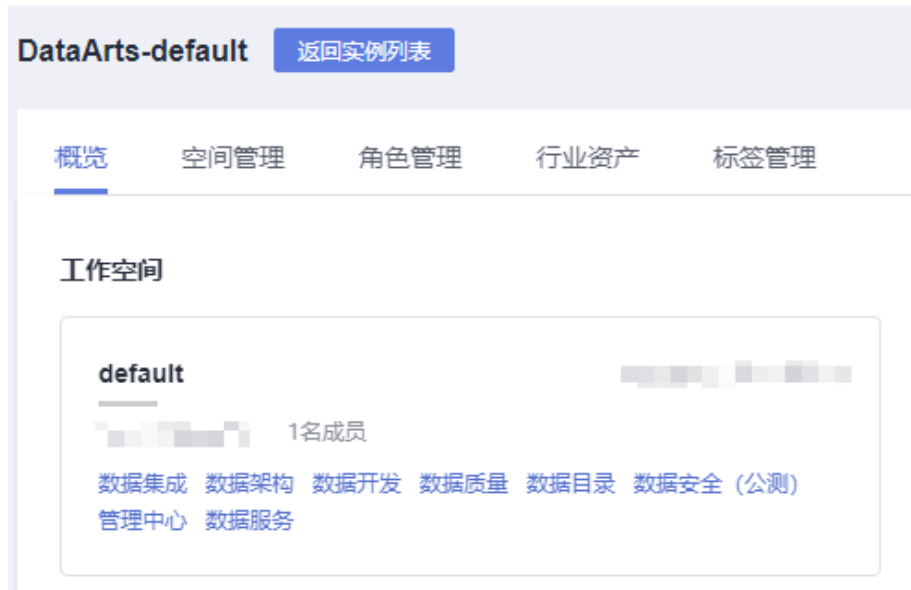 DataArts-default 返回实例列表
概览 空间管理 角色管理 行业资产 标签管理
工作空间
default
1名成员
数据集成 数据架构 数据开发 数据质量 数据目录 数据安全（公测）
管理中心 数据服务